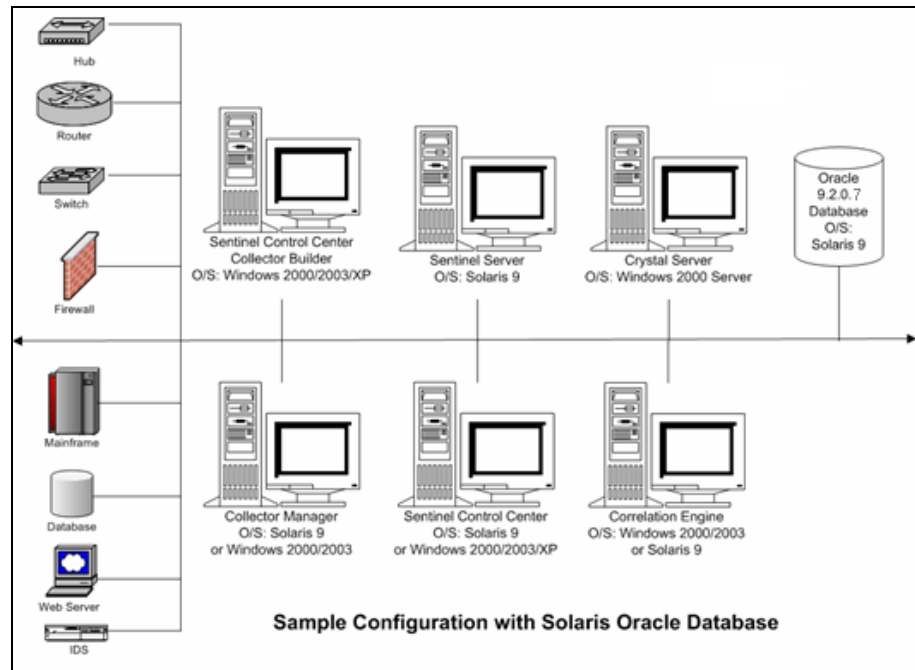 Hub
Router
Switch
Firewall
Mainframe
Database
Web Server
IDS
Sentinel Control Center
Collector Builder
O/S: Windows 2000/2003/XP
Sentinel Server
O/S: Solaris 9
Crystal Server
O/S: Windows 2000 Server
Oracle
9.2.0.7
Database
O/S:
Solaris 9
Collector Manager
O/S: Solaris 9
or Windows 2000/2003
Sentinel Control Center
O/S: Solaris 9
or Windows 2000/2003/XP
Correlation Engine
O/S: Windows 2000/2003
or Solaris 9
Sample Configuration with Solaris Oracle Database